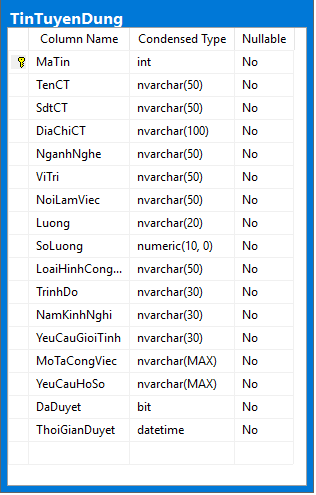 TinTuyenDung
Column Name Condensed Type Nullable
MaTin int No
TenCT nvarchar(50) No
SdtCT nvarchar(50) No
DiaChiCT nvarchar(100) No
NganhNghe nvarchar(50) No
ViTri nvarchar(50) No
NoiLamViec nvarchar(50) No
Luong nvarchar(20) No
SoLuong numeric(10, 0) No
LoaiHinhCong... nvarchar(50) No
TrinhDo nvarchar(30) No
NamKinhNghi nvarchar(30) No
YeuCauGioiTinh nvarchar(30) No
MoTaCongViec nvarchar(MAX) No
YeuCauHoSo nvarchar(MAX) No
DaDuyet bit No
ThoiGianDuyet datetime No